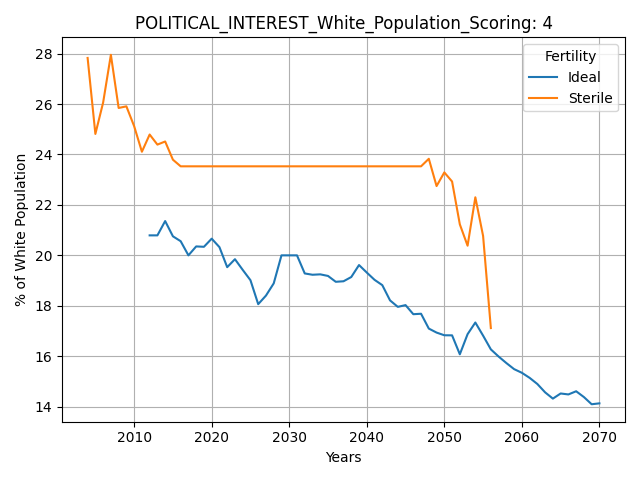 POLITICAL_INTEREST_White_Population_Scoring: 4
Fertility
Ideal
Sterile
% of White Population
28
26
24
22
20
18
16
14
2010 2020 2030 2040 2050 2060 2070
Years